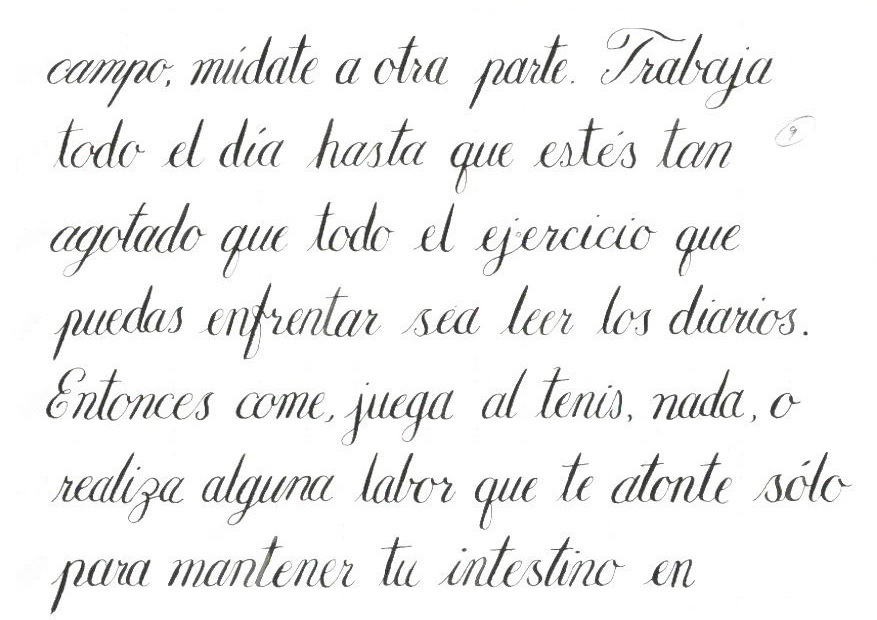 campo, múdate a otra parte. Trabaja
todo el día hasta que estés tan
9
agotado que todo el ejercicio que
puedas enfrentar sea leer los diarios.
Entonces come, juega al tenis, nada, o
realiza alguna labor que te atonte sólo
para mantener tu intestino en